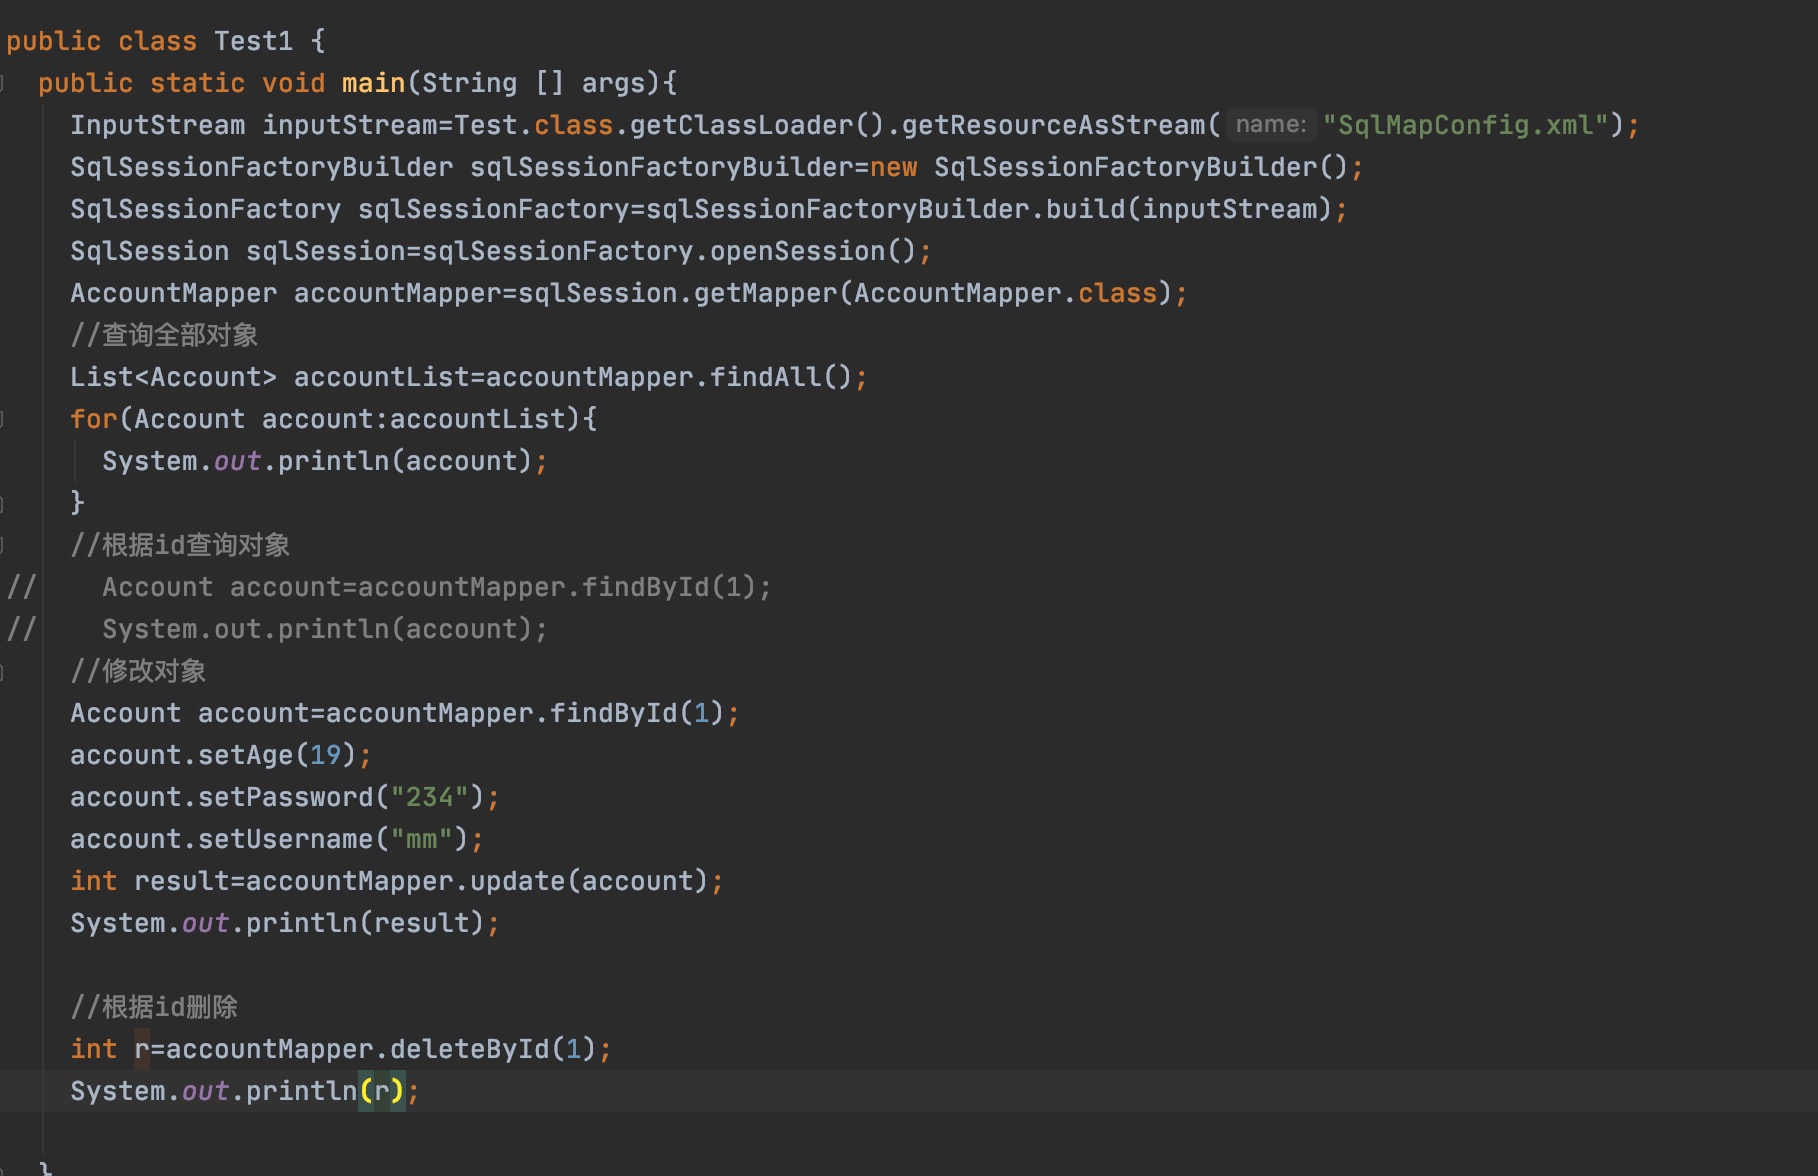 public class Test1 {
public static void main(String [] args){
InputStream inputStream=Test.class.getClassLoader().getResourceAsStream( name: "SqlMapConfig.xml");
SqlSessionFactoryBuilder sqlSessionFactoryBuilder=new SqlSessionFactoryBuilder();
SqlSessionFactory sqlSessionFactory=sqlSessionFactoryBuilder.build(inputStream);
SqlSession sqlSession=sqlSessionFactory.openSession();
AccountMapper accountMapper=sqlSession.getMapper(AccountMapper.class);
//查询全部对象
List<Account> accountList=accountMapper.findAll();
for(Account account:accountList){
System.out.println(account);
}
//根据id查询对象
// Account account=accountMapper.findById(1);
// System.out.println(account);
//修改对象
Account account=accountMapper.findById(1);
account.setAge(19);
account.setPassword("234");
account.setUsername("mm");
int result=accountMapper.update(account);
System.out.println(result);
//根据id删除
int r=accountMapper.deleteById(1);
System.out.println(r);
}